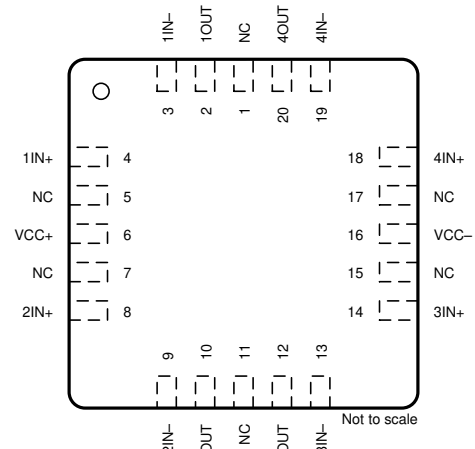 1IN–
1OUT
NC
4OUT
4IN–
3
2
1
20
19
1IN+ 4
NC 5
VCC+ 6
NC 7
2IN+ 8
18 4IN+
17 NC
16 VCC–
15 NC
14 3IN+
9
10
11
12
13
NC
Not to scale